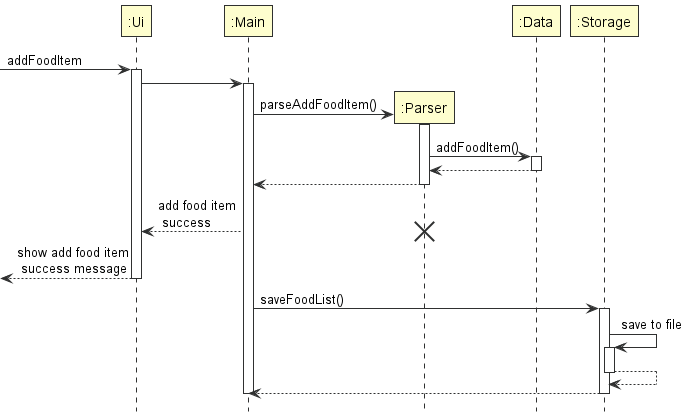 :Ui
:Main
:Data
:Storage
addFoodItem
parseAddFoodItem()
:Parser
addFoodItem()
add food item
success
show add food item
success message
saveFoodList()
save to file